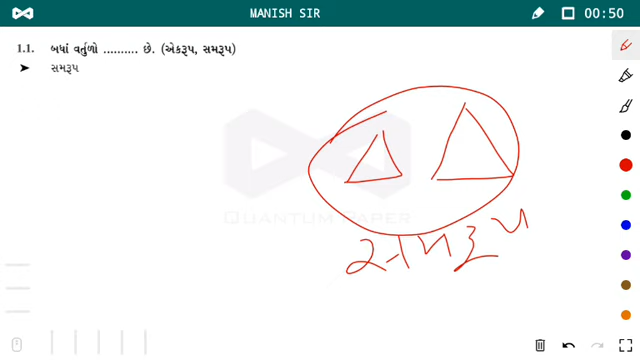 MANISH SIR
00:50
1.1. બધાં વર્તુળો .......... છે. (એકરૂપ, સમરૂપ)
➤ સમરૂપ
QUANTUM PAPER
સમરૂપ